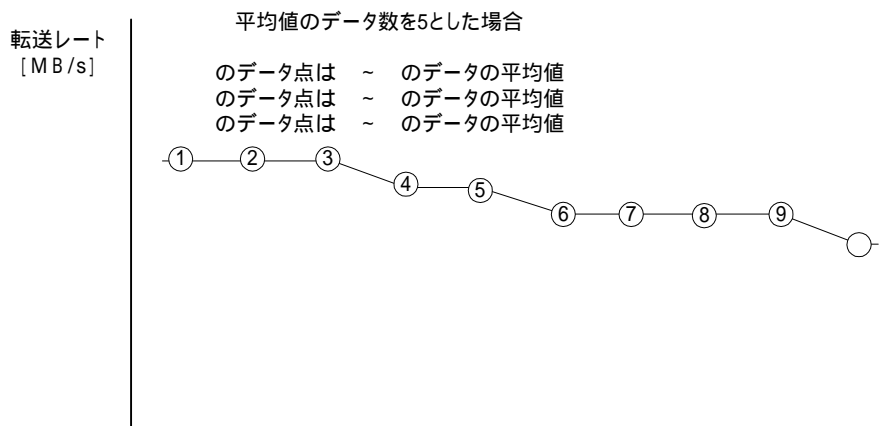 平均値のデータ数を5とした場合
転送レート
[MB/s]
のデータ点は ~ のデータの平均値
のデータ点は ~ のデータの平均値
のデータ点は ~ のデータの平均値
① ② ③ ④ ⑤ ⑥ ⑦ ⑧ ⑨